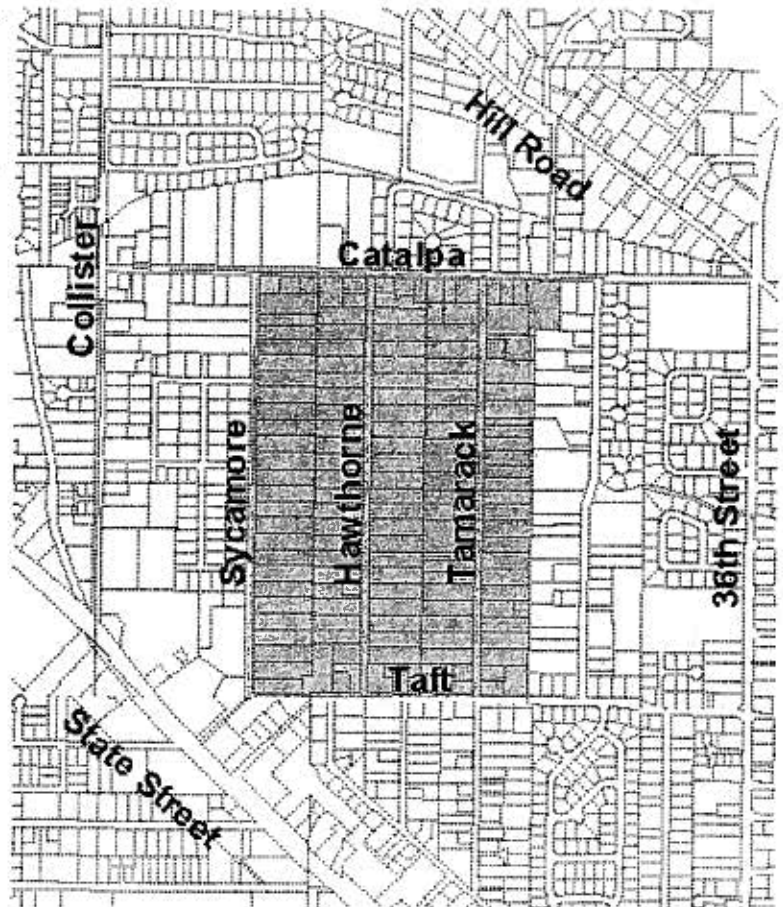 Hill Road
Catalpa
Collister
Sycamore
Hawthorne
Tamarack
36th Street
Taft
State Street